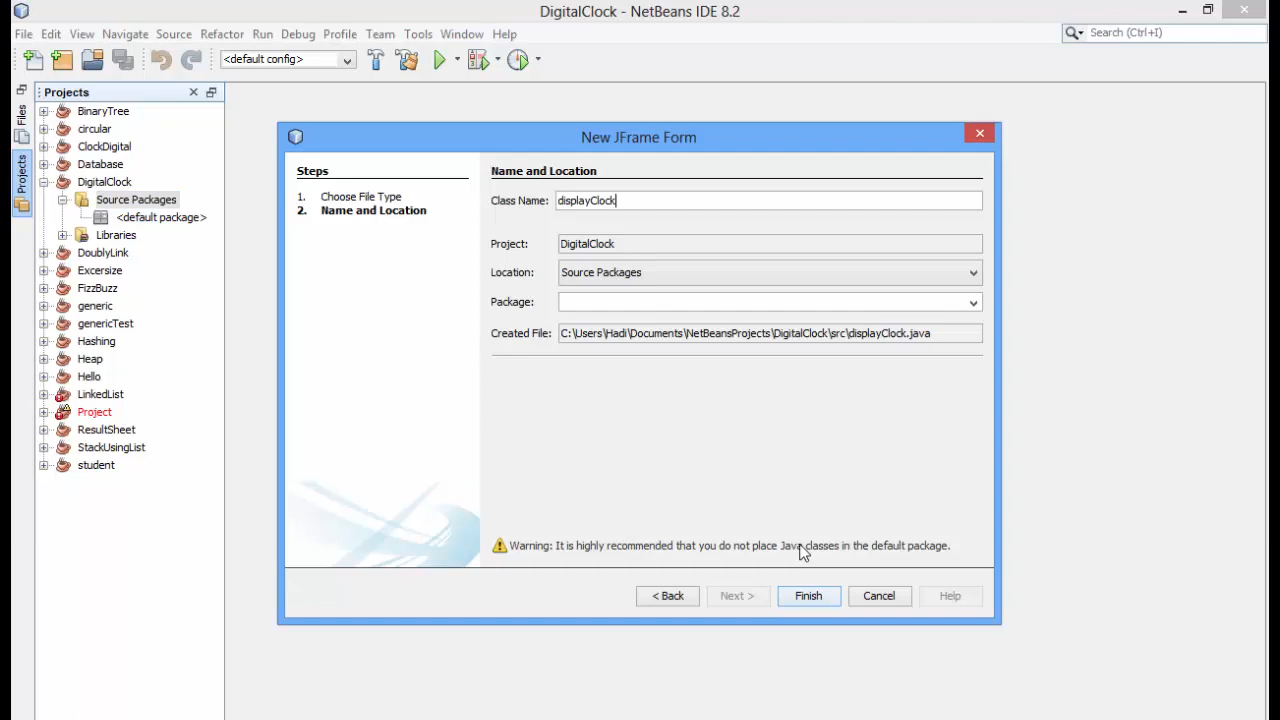 DigitalClock - NetBeans IDE 8.2
File Edit View Navigate Source Refactor Run Debug Profile Team Tools Window Help
Search (Ctrl+I)
<default config>
Files
Projects
Projects
BinaryTree
circular
ClockDigital
Database
DigitalClock
Source Packages
<default package>
Libraries
DoublyLink
Excersize
FizzBuzz
generic
genericTest
Hashing
Heap
Hello
LinkedList
Project
ResultSheet
StackUsingList
student
New JFrame Form
Steps
1. Choose File Type
2. Name and Location
Name and Location
Class Name: displayClock
Project: DigitalClock
Location: Source Packages
Package:
Created File: C:\Users\Hadi\Documents\NetBeansProjects\DigitalClock\src\displayClock.java
Warning: It is highly recommended that you do not place Java classes in the default package.
< Back Next > Finish Cancel Help